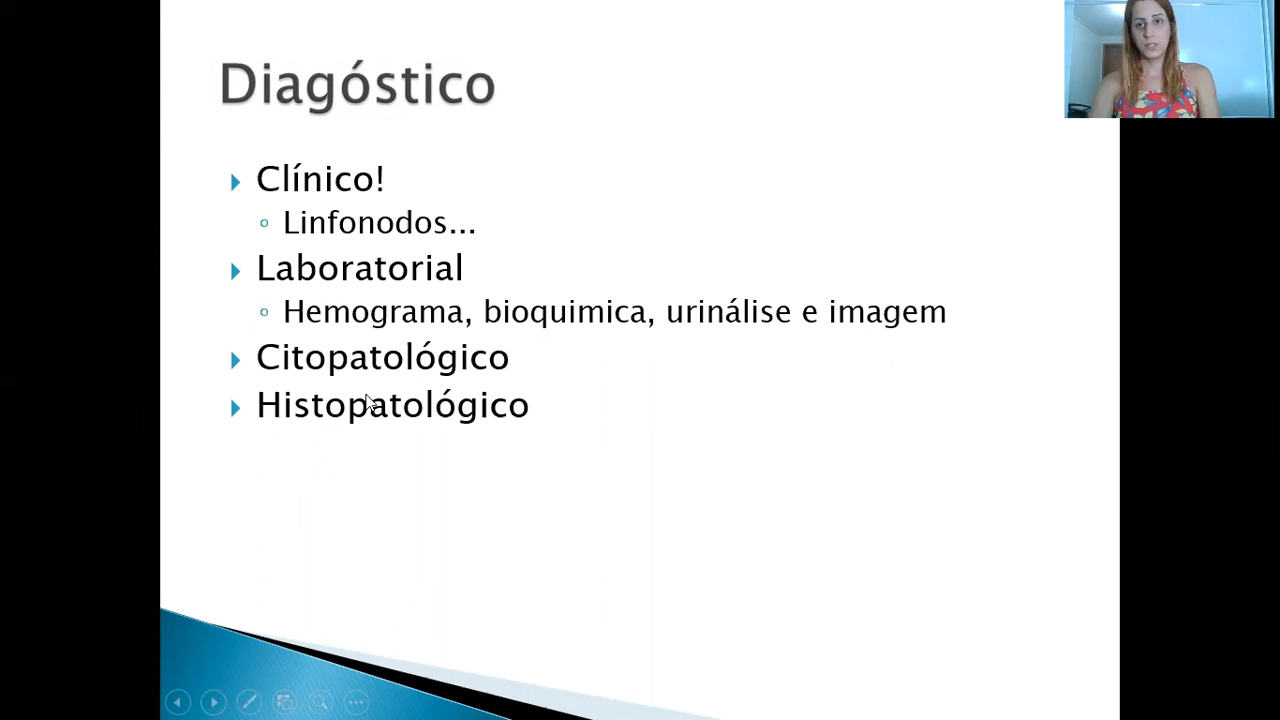 Diagóstico
Clínico!
Linfonodos...
Laboratorial
Hemograma, bioquimica, urinálise e imagem
Citopatológico
Histopatológico